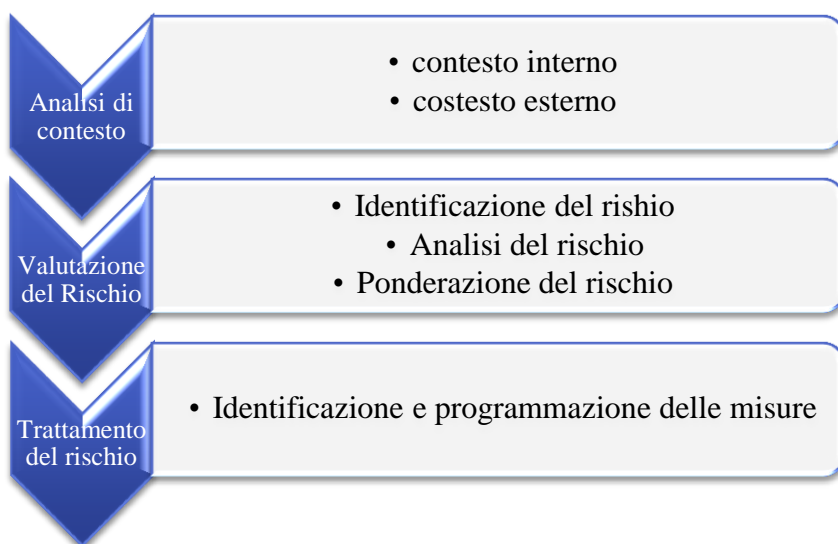 Analisi di
contesto
• contesto interno
• costesto esterno
Valutazione
del Rischio
• Identificazione del rishio
• Analisi del rischio
• Ponderazione del rischio
Trattamento
del rischio
• Identificazione e programmazione delle misure